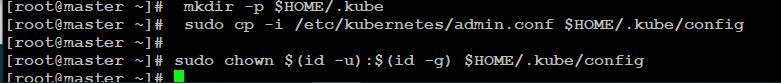 [root@master ~]#  mkdir -p $HOME/.kube
[root@master ~]#  sudo cp -i /etc/kubernetes/admin.conf $HOME/.kube/config
[root@master ~]#
[root@master ~]# sudo chown $(id -u):$(id -g) $HOME/.kube/config
[root@master ~]#